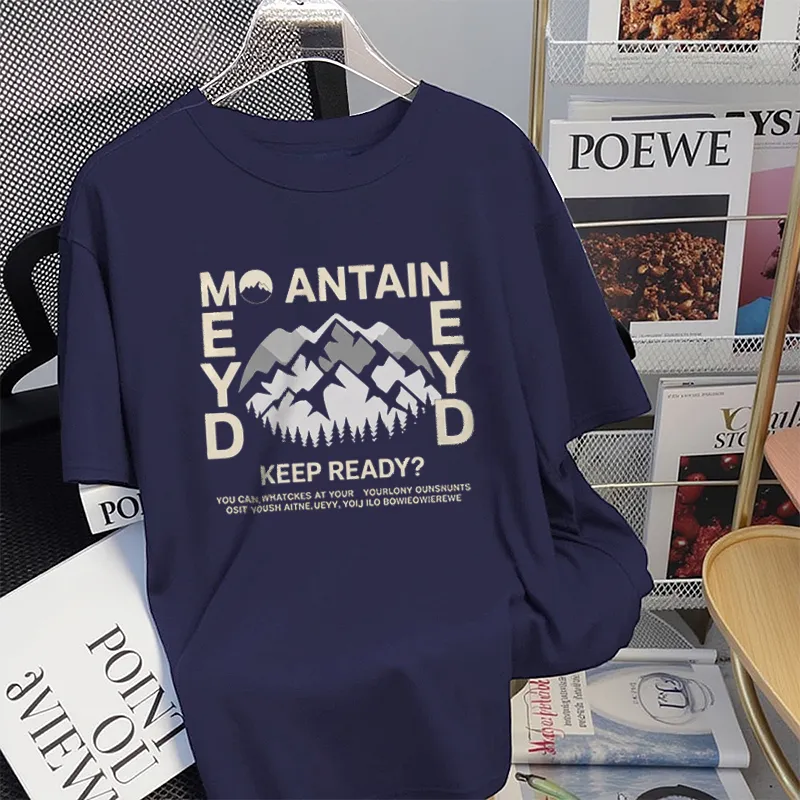 MO ANTAIN
MEYD
NEYD
KEEP READY?
YOU CAN, WHATCKES AT YOUR YOURLONY OUNSNUNTS
OSIT, YOUSH AITNE, UEYY, YOIJ ILO BOWIEOWIEREWE
POEWE
POI
POINT
OU
aVIEW